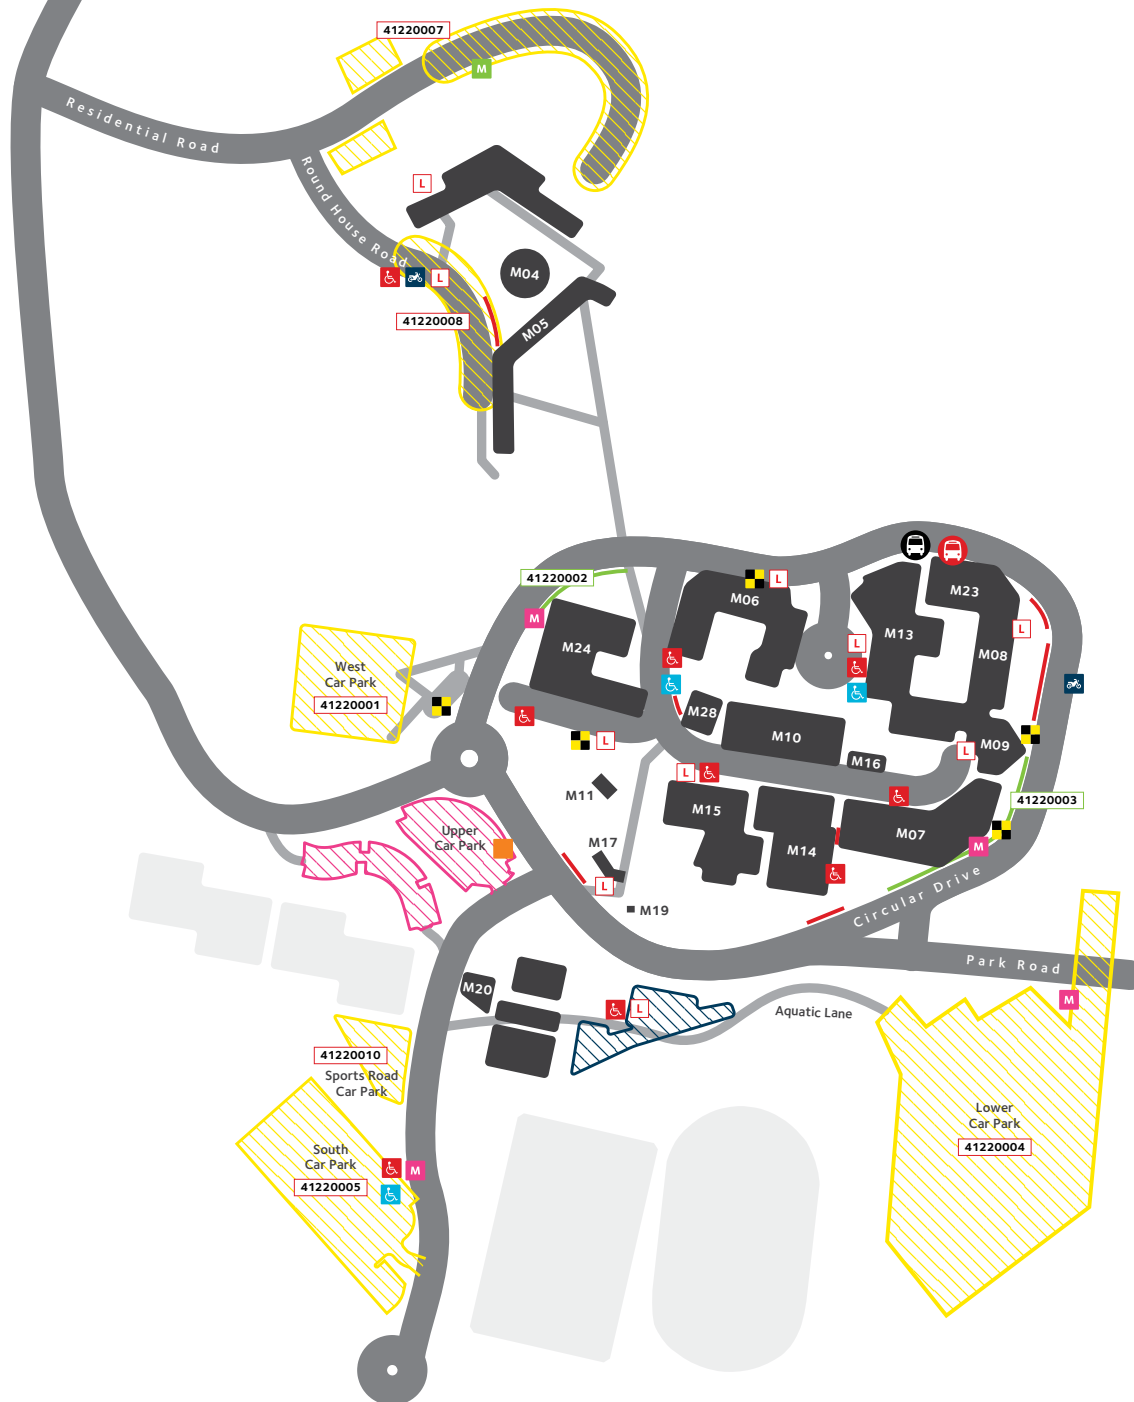 41220007
M
Residential Road
Round House Road
L
M04
L
41220008
M05
41220002
M
L
M06
M23
M24
M13
L
L
M08
West
Car Park
41220001
M28
M10
L
M09
L
M16
L
M11
41220003
M15
Upper
Car Park
M17
M07
M
M14
L
Circular Drive
M19
Park Road
M20
M
L
Aquatic Lane
41220010
Sports Road
Car Park
Lower
Car Park
41220004
South
Car Park
M
41220005